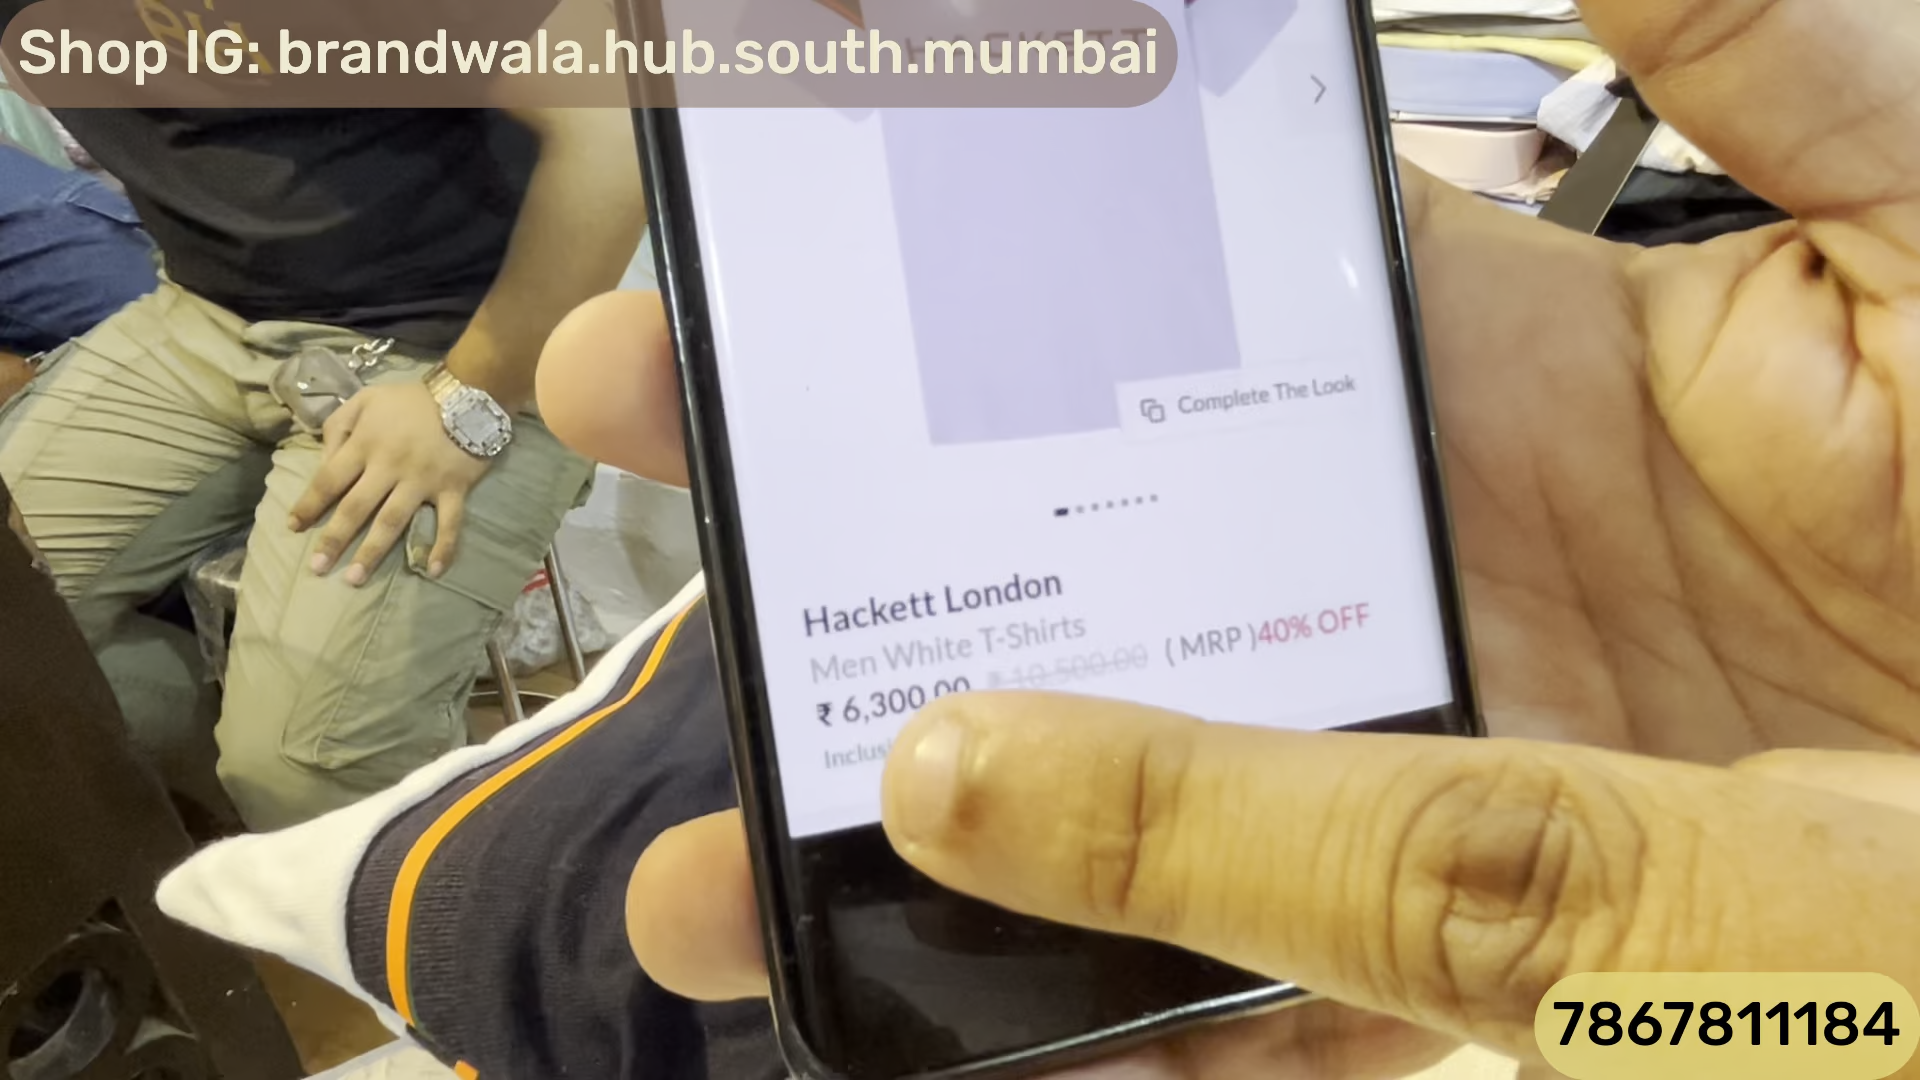 Shop IG: brandwala.hub.south.mumbai
HACKETT
Complete The Look
Hackett London
Men White T-Shirts
₹ 6,300.00 ₹ 10,500.00 ( MRP )40% OFF
7867811184